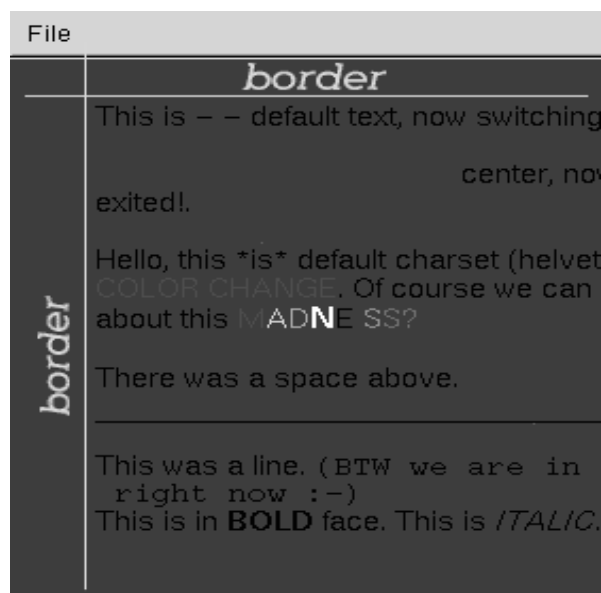 File
border
This is – – default text, now switching
center, now
exited!.
Hello, this *is* default charset (helvet
COLOR CHANGE. Of course we can
about this MADNE SS?
There was a space above.
border
This was a line. (BTW we are in
right now :-)
This is in BOLD face. This is ITALIC.